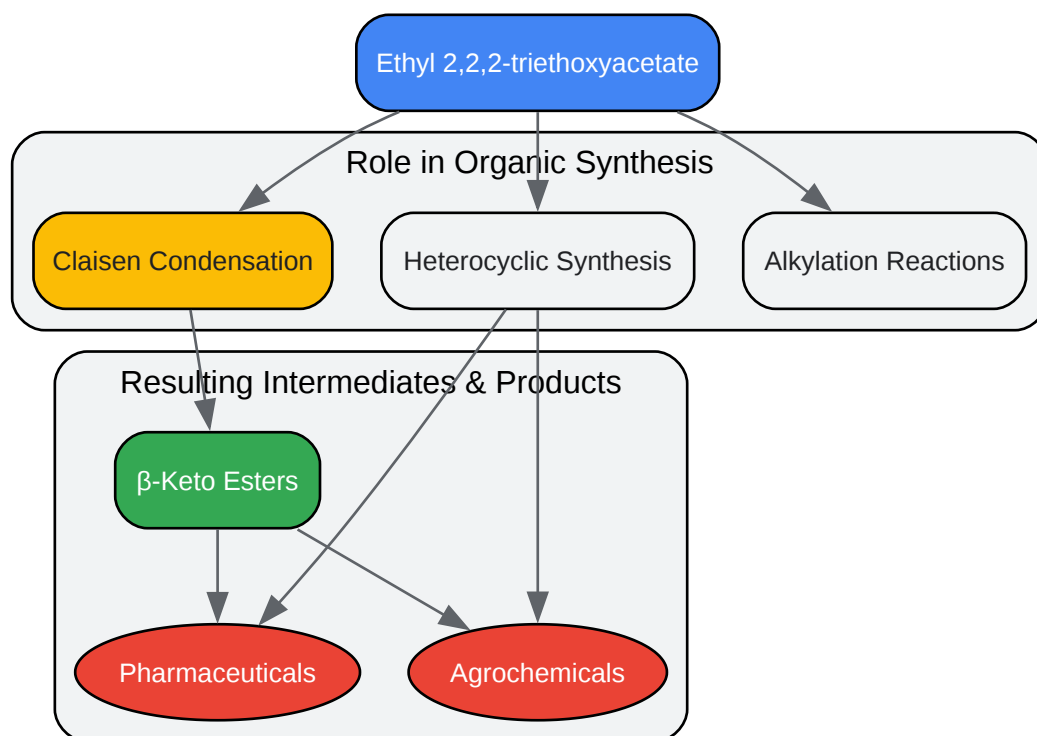 Ethyl 2,2,2-triethoxyacetate
Role in Organic Synthesis
Claisen Condensation
Heterocyclic Synthesis
Alkylation Reactions
Resulting Intermediates & Products
β-Keto Esters
Pharmaceuticals
Agrochemicals